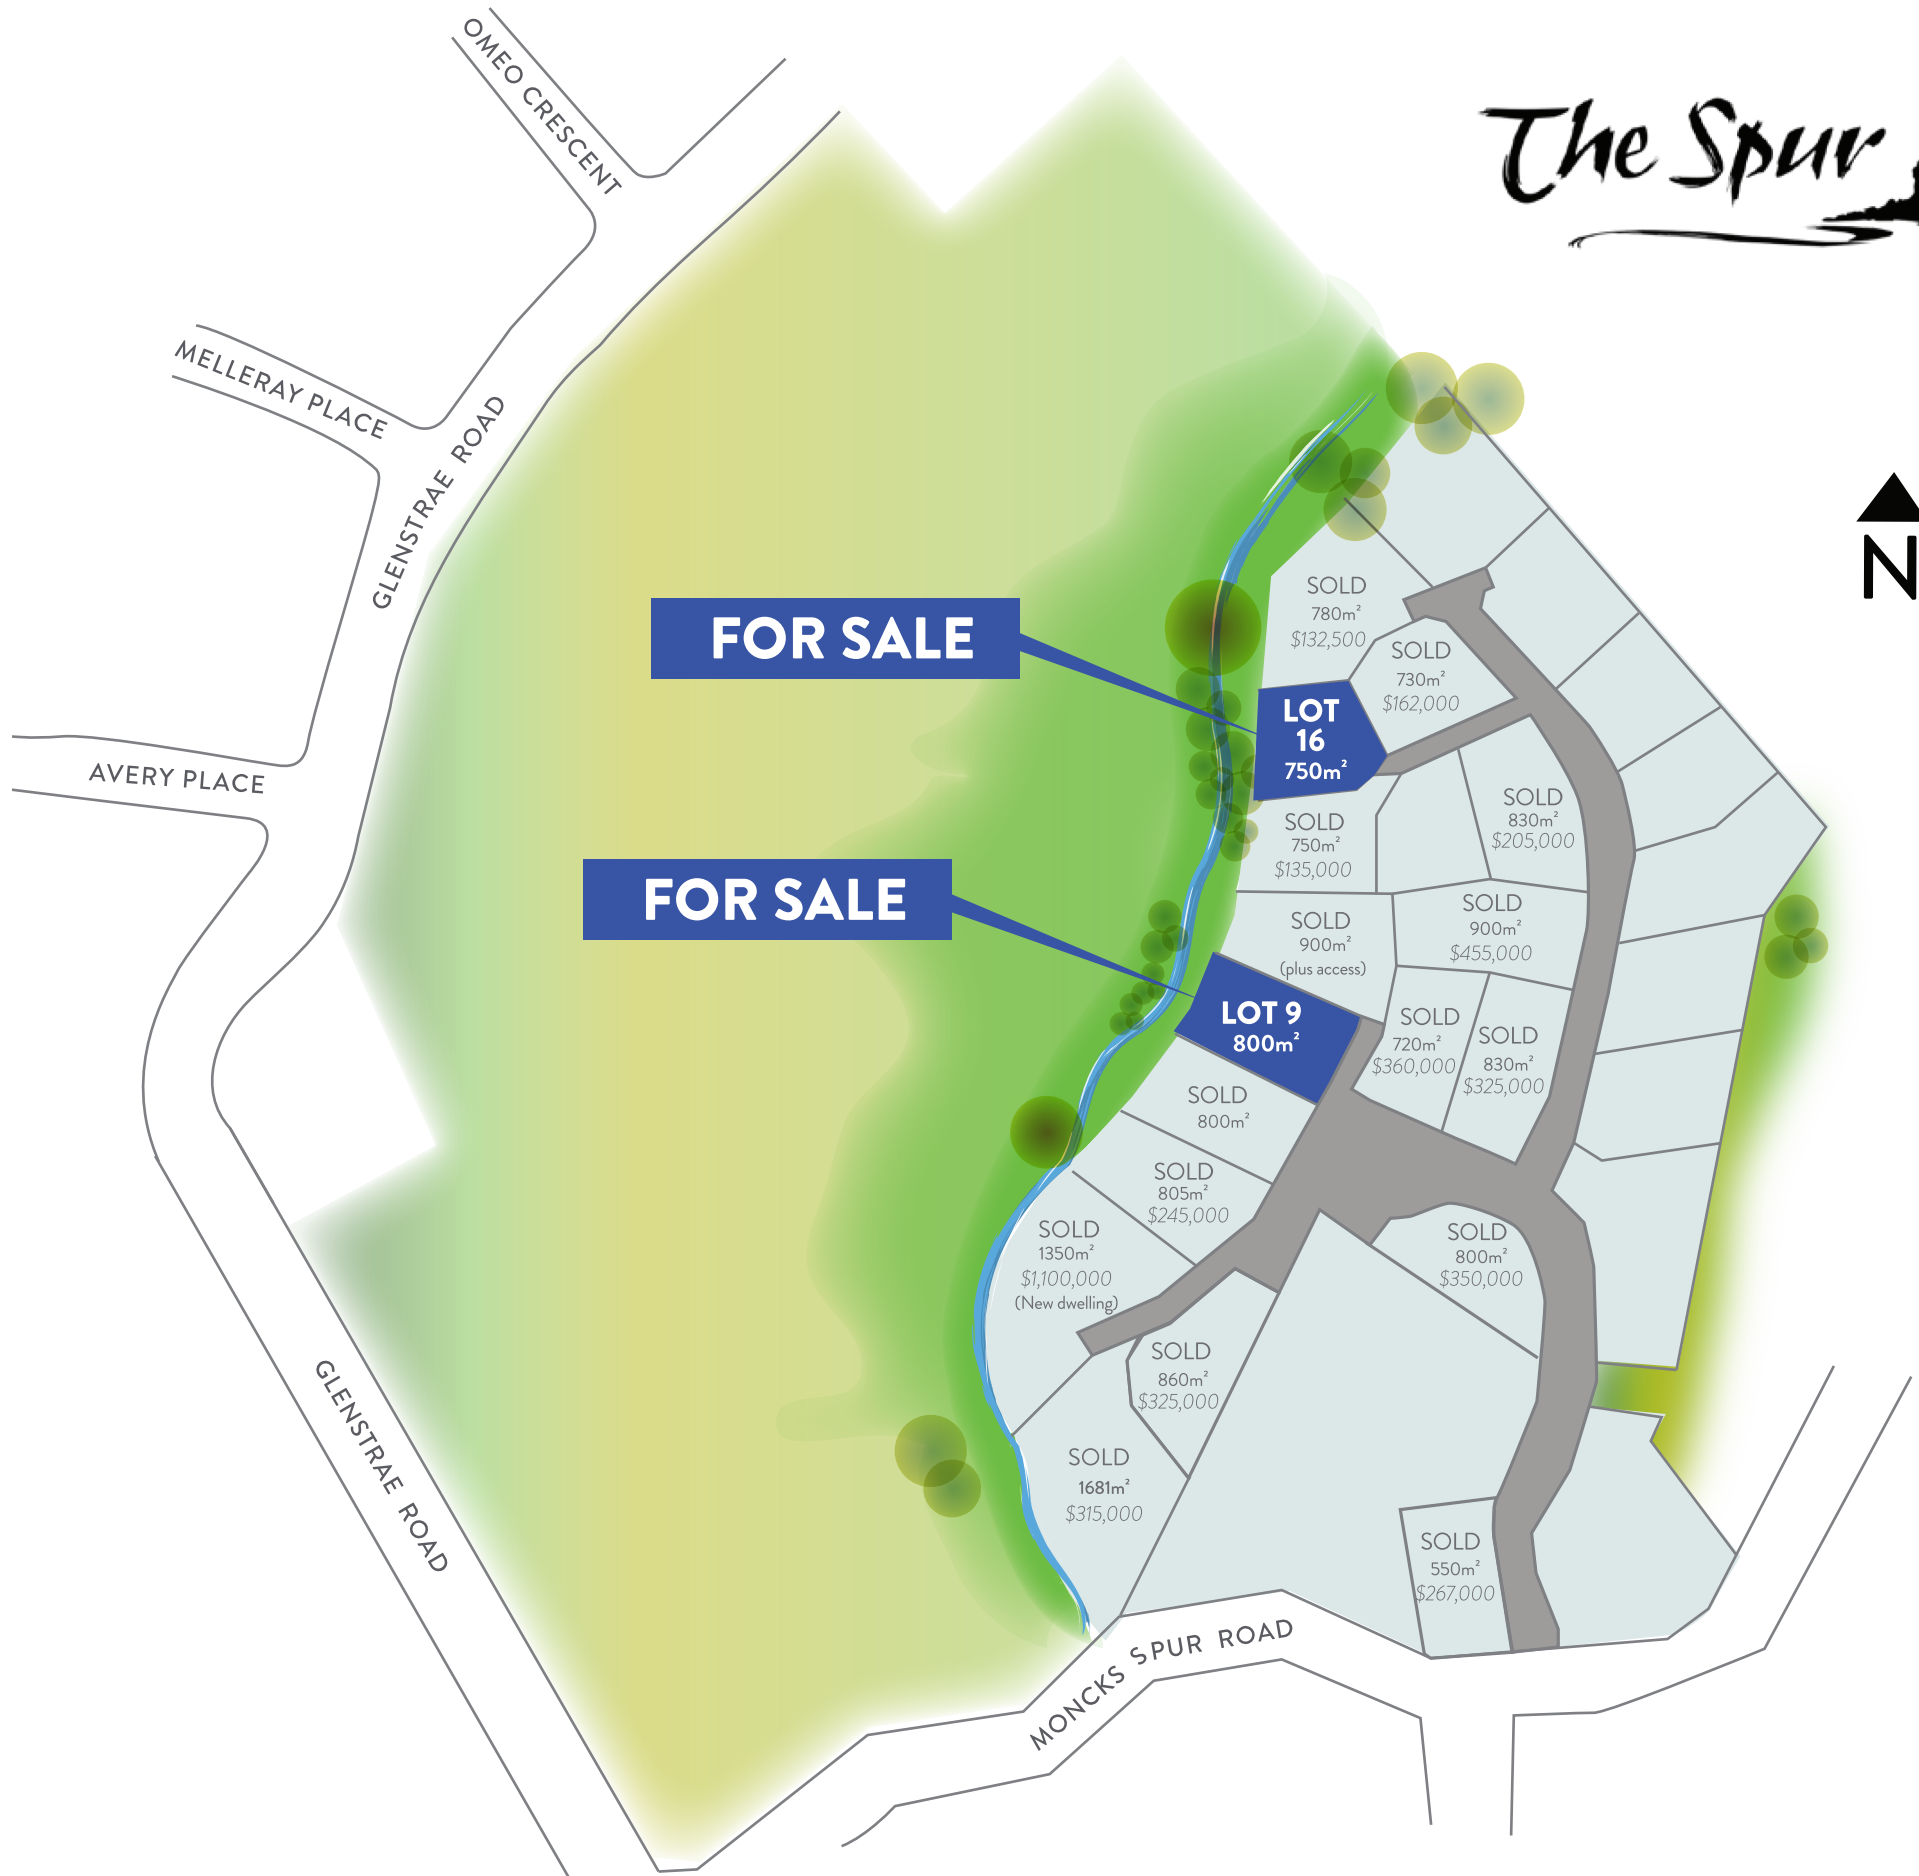 The Spur
OMEO CRESCENT
MELLERAY PLACE
GLENSTRAE ROAD
N
FOR SALE
SOLD
780m²
$132,500
SOLD
730m²
$162,000
LOT
16
750m²
AVERY PLACE
SOLD
830m²
$205,000
SOLD
750m²
$135,000
FOR SALE
SOLD
900m²
(plus access)
SOLD
900m²
$455,000
LOT 9
800m²
SOLD
720m²
$360,000
SOLD
830m²
$325,000
SOLD
800m²
SOLD
805m²
$245,000
SOLD
1350m²
$1,100,000
(New dwelling)
SOLD
800m²
$350,000
SOLD
860m²
$325,000
GLENSTRAE ROAD
SOLD
1681m²
$315,000
SOLD
550m²
$267,000
MONCKS SPUR ROAD